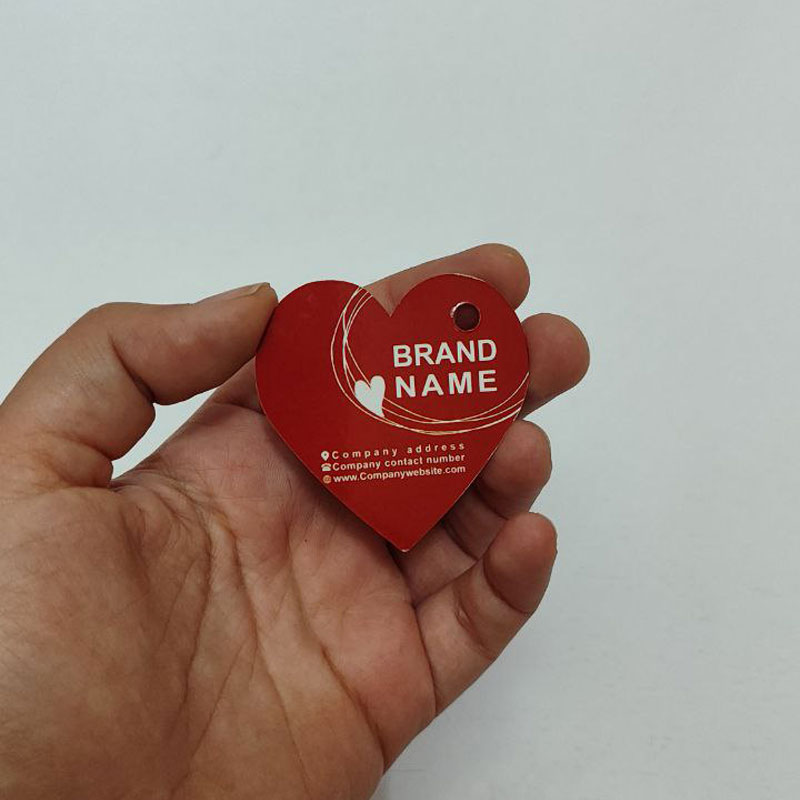 BRAND
NAME
Company address
Company contact number
www.Companywebsite.com